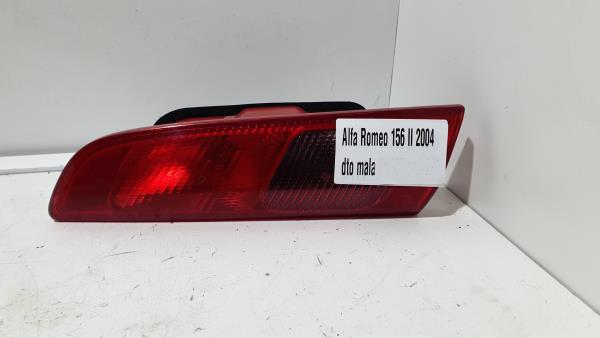 Alfa Romeo 156 II 2004
dto mala